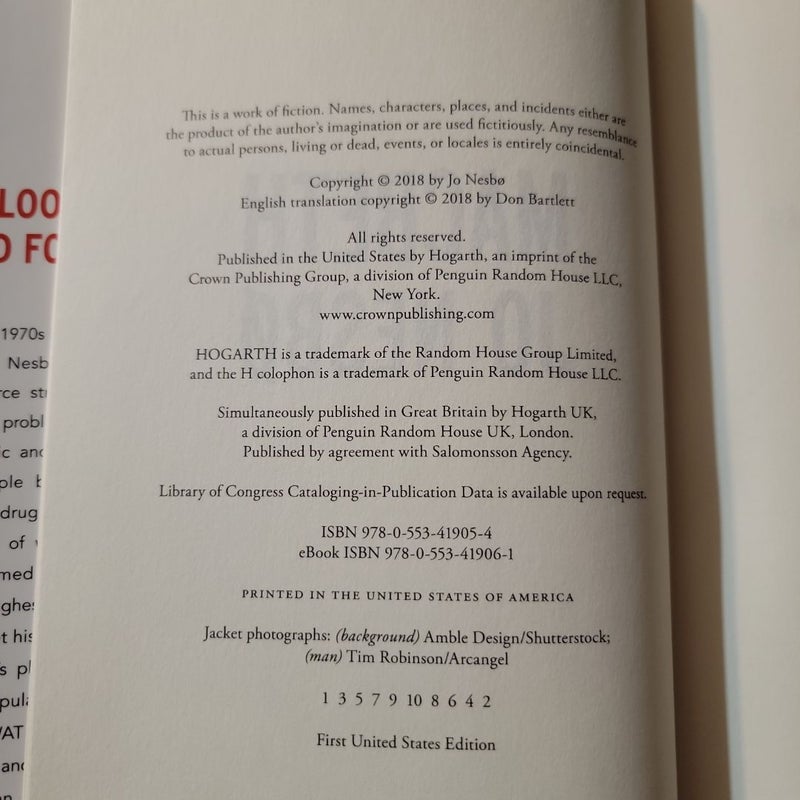 This is a work of fiction. Names, characters, places, and incidents either are
the product of the author's imagination or are used fictitiously. Any resemblance
to actual persons, living or dead, events, or locales is entirely coincidental.
Copyright © 2018 by Jo Nesbø
English translation copyright © 2018 by Don Bartlett
All rights reserved.
Published in the United States by Hogarth, an imprint of the
Crown Publishing Group, a division of Penguin Random House LLC,
New York.
www.crownpublishing.com
HOGARTH is a trademark of the Random House Group Limited,
and the H colophon is a trademark of Penguin Random House LLC.
Simultaneously published in Great Britain by Hogarth UK,
a division of Penguin Random House UK, London.
Published by agreement with Salomonsson Agency.
Library of Congress Cataloging-in-Publication Data is available upon request.
ISBN 978-0-553-41905-4
eBook ISBN 978-0-553-41906-1
PRINTED IN THE UNITED STATES OF AMERICA
Jacket photographs: (background) Amble Design/Shutterstock;
(man) Tim Robinson/Arcangel
1 3 5 7 9 10 8 6 4 2
First United States Edition
1970s
drug
of